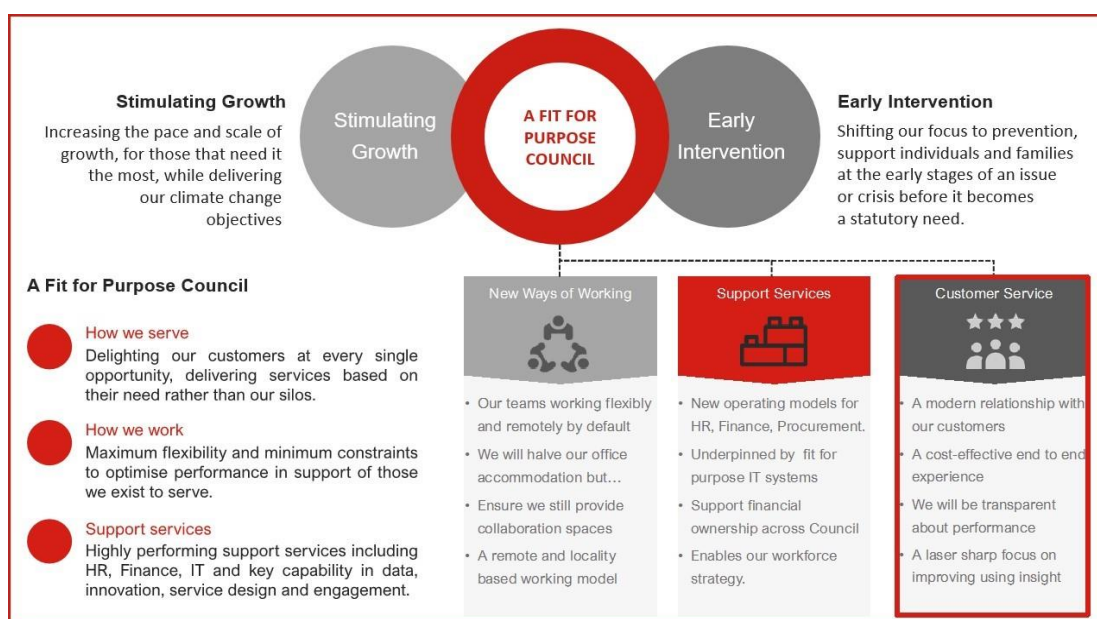 Stimulating Growth
Increasing the pace and scale of
growth, for those that need it
the most, while delivering
our climate change
objectives
Stimulating
Growth
A FIT FOR
PURPOSE
COUNCIL
Early
Intervention
Early Intervention
Shifting our focus to prevention,
support individuals and families
at the early stages of an issue
or crisis before it becomes
a statutory need.
A Fit for Purpose Council
How we serve
Delighting our customers at every single
opportunity, delivering services based on
their need rather than our silos.
How we work
Maximum flexibility and minimum constraints
to optimise performance in support of those
we exist to serve.
Support services
Highly performing support services including
HR, Finance, IT and key capability in data,
innovation, service design and engagement.
New Ways of Working
• Our teams working flexibly
and remotely by default
• We will halve our office
accommodation but...
• Ensure we still provide
collaboration spaces
• A remote and locality
based working model
Support Services
• New operating models for
HR, Finance, Procurement.
• Underpinned by fit for
purpose IT systems
• Support financial
ownership across Council
• Enables our workforce
strategy.
Customer Service
• A modern relationship with
our customers
• A cost-effective end to end
experience
• We will be transparent
about performance
• A laser sharp focus on
improving using insight